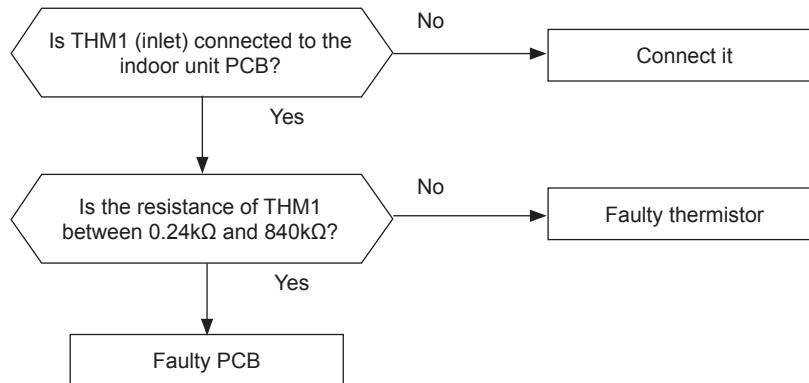 Is THM1 (inlet) connected to the
indoor unit PCB?
No
Connect it
Yes
Is the resistance of THM1
between 0.24kΩ and 840kΩ?
No
Faulty thermistor
Yes
Faulty PCB